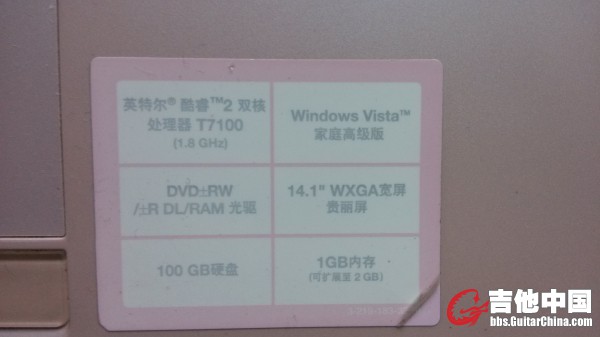 英特尔® 酷睿™2 双核
处理器 T7100
(1.8 GHz)
Windows Vista™
家庭高级版
DVD±RW
/±R DL/RAM 光驱
14.1" WXGA宽屏
贵丽屏
100 GB硬盘
1GB内存
(可扩展至 2 GB)
吉他中国
bbs.GuitarChina.com